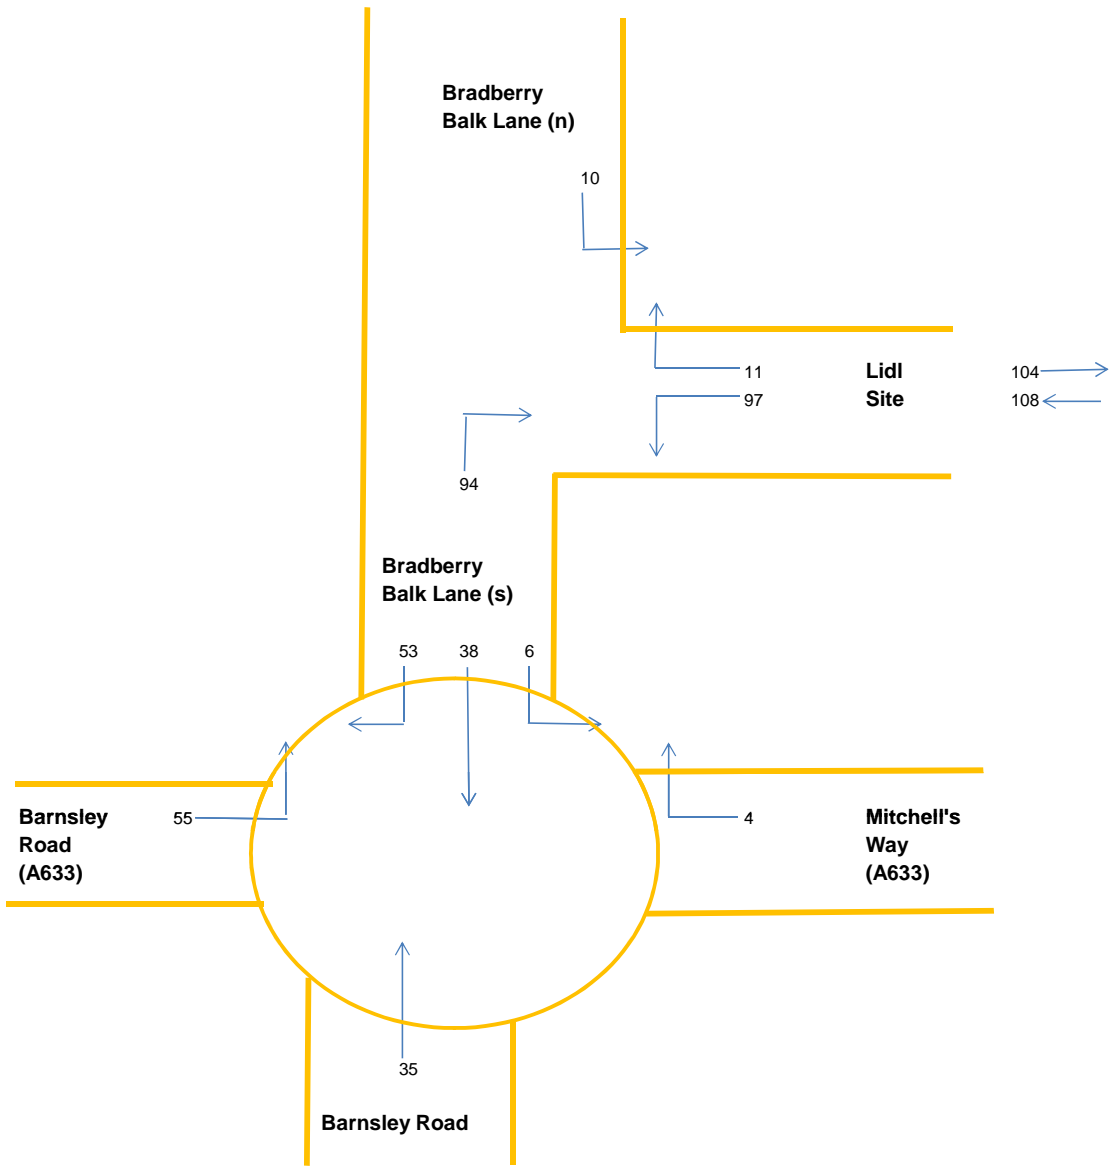 Bradberry
Balk Lane (n)
10
11
Lidl
104
97
Site
108
94
Bradberry
Balk Lane (s)
53 38 6
Barnsley
55
4
Mitchell's
Road
Way
(A633)
(A633)
35
Barnsley Road